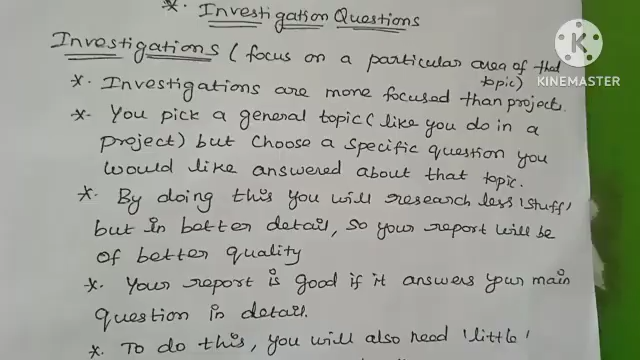 *. Investigation Questions
Investigations (focus on a particular area of that topic)
*. Investigations are more focused than project.
*. You pick a general topic (like you do in a
project) but choose a specific question you
would like answered about that topic.
*. By doing this you will research less 'stuff'
but in better detail, so your report will be
of better quality
*. Your report is good if it answers your main
question in detail.
*. To do this, you will also need 'little'
K
KINEMASTER